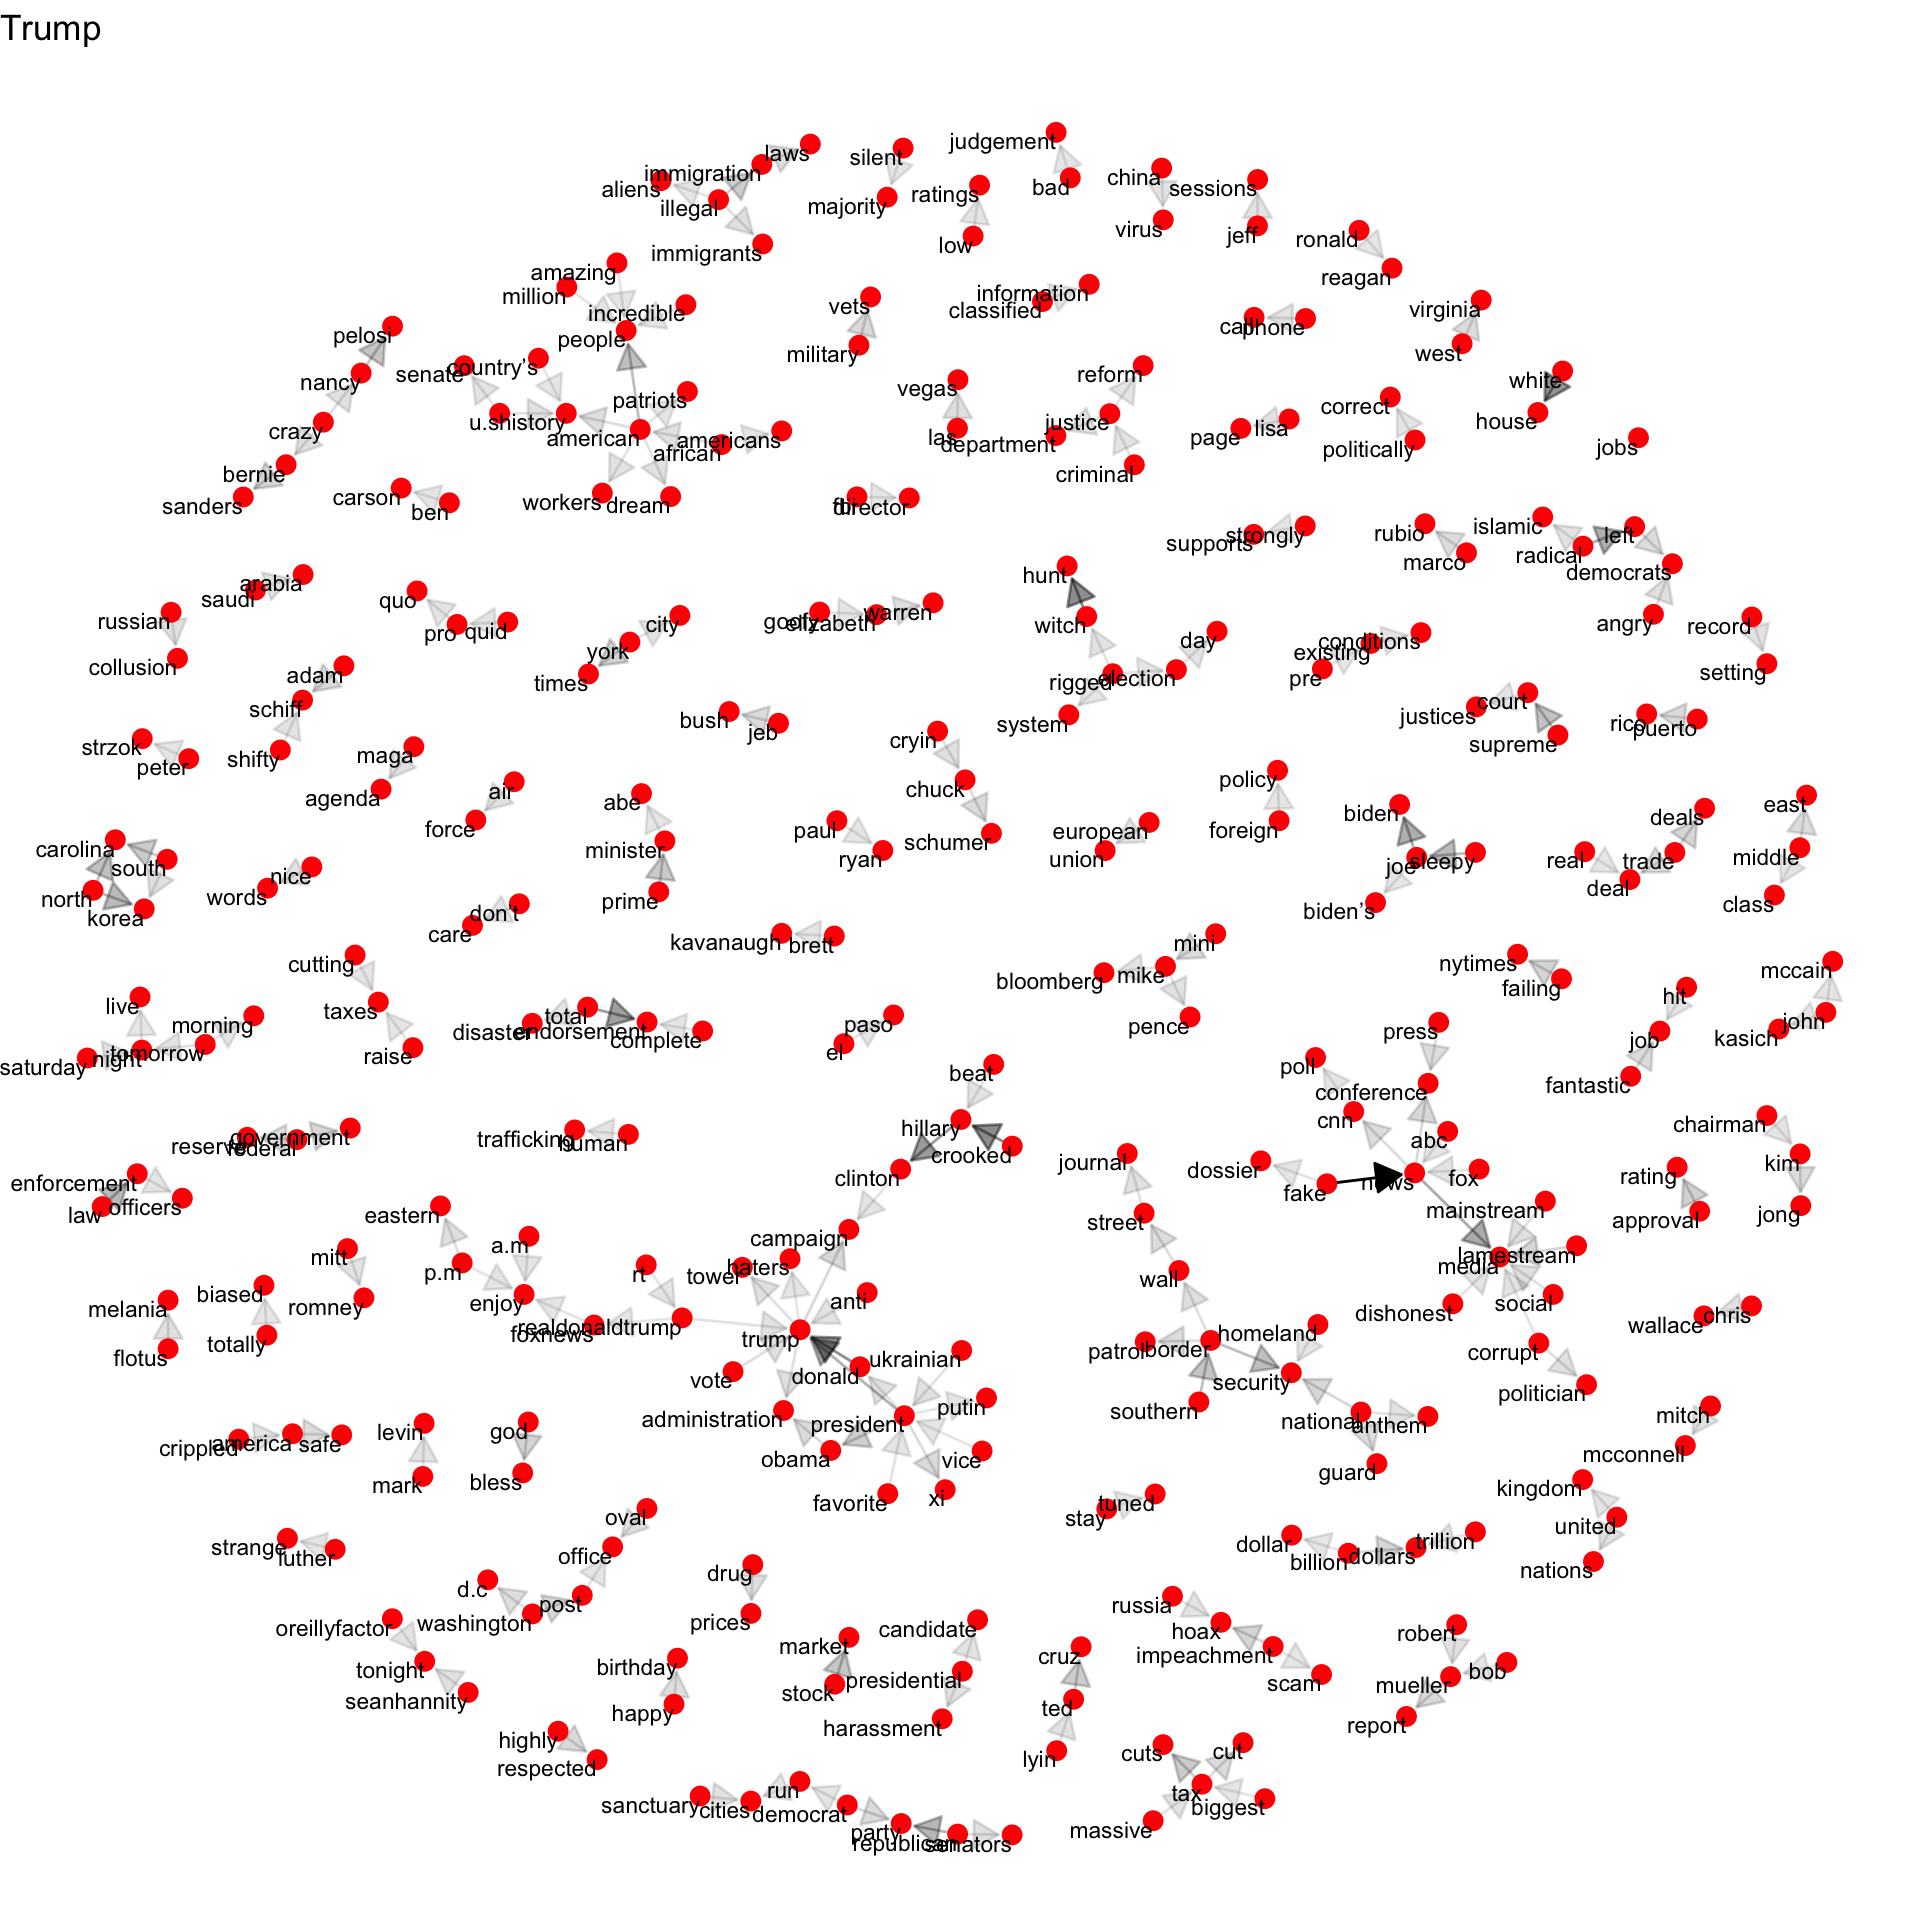 Trump
judgement
laws
silent
immigration
bad
china
sessions
aliens
illegal
majority
ratings
virus
jeff
ronald
low
immigrants
amazing
reagan
million
information
classified
incredible
vets
virginia
call
phone
pelosi
people
military
west
senate
country's
reform
white
nancy
vegas
patriots
correct
house
u.s
history
justice
crazy
american
americans
las
department
page
lisa
politically
jobs
african
bernie
criminal
sanders
carson
ben
workers
dream
fbi
director
supports
strongly
rubio
islamic
left
radical
marco
democrats
hunt
arabia
saudi
quo
russian
pro
quid
city
goofy
elizabeth
warren
witch
day
angry
record
collusion
york
conditions
existing
adam
times
rigged
election
pre
setting
schiff
bush
jeb
system
justices
court
rico
puerto
strzok
peter
shifty
maga
cryin
supreme
agenda
air
abe
chuck
policy
force
paul
european
foreign
biden
deals
east
carolina
south
minister
ryan
schumer
union
joe
sleepy
real
trade
middle
north
korea
words
nice
prime
deal
class
don't
care
biden's
kavanaugh
brett
mini
cutting
bloomberg
mike
nytimes
failing
mccain
live
morning
taxes
total
disaster
endorsement
complete
paso
el
pence
press
hit
john
saturday
night
tomorrow
raise
job
kasich
beat
poll
fantastic
conference
cnn
reserve
federal
government
trafficking
human
hillary
crooked
abc
chairman
journal
dossier
kim
enforcement
law
officers
clinton
fake
news
fox
rating
eastern
street
mainstream
approval
jong
mitt
a.m
campaign
p.m
rt
tower
haters
wall
lamestream
media
melania
biased
romney
enjoy
anti
dishonest
social
foxnews
realdonaldtrump
trump
homeland
wallace
chris
flotus
totally
patrol
border
corrupt
vote
donald
ukrainian
security
politician
administration
president
putin
southern
national
anthem
mitch
crippled
america
safe
levin
god
obama
vice
mcconnell
mark
bless
favorite
xi
guard
kingdom
stay
tuned
strange
luther
oval
office
dollar
billion
dollars
trillion
united
nations
d.c
drug
post
washington
prices
russia
oreillyfactor
hoax
robert
candidate
market
impeachment
tonight
birthday
cruz
scam
mueller
bob
seanhannity
stock
presidential
happy
ted
report
highly
harassment
respected
lyin
cuts
cut
run
tax
sanctuary
cities
democrat
biggest
massive
party
republican
senators